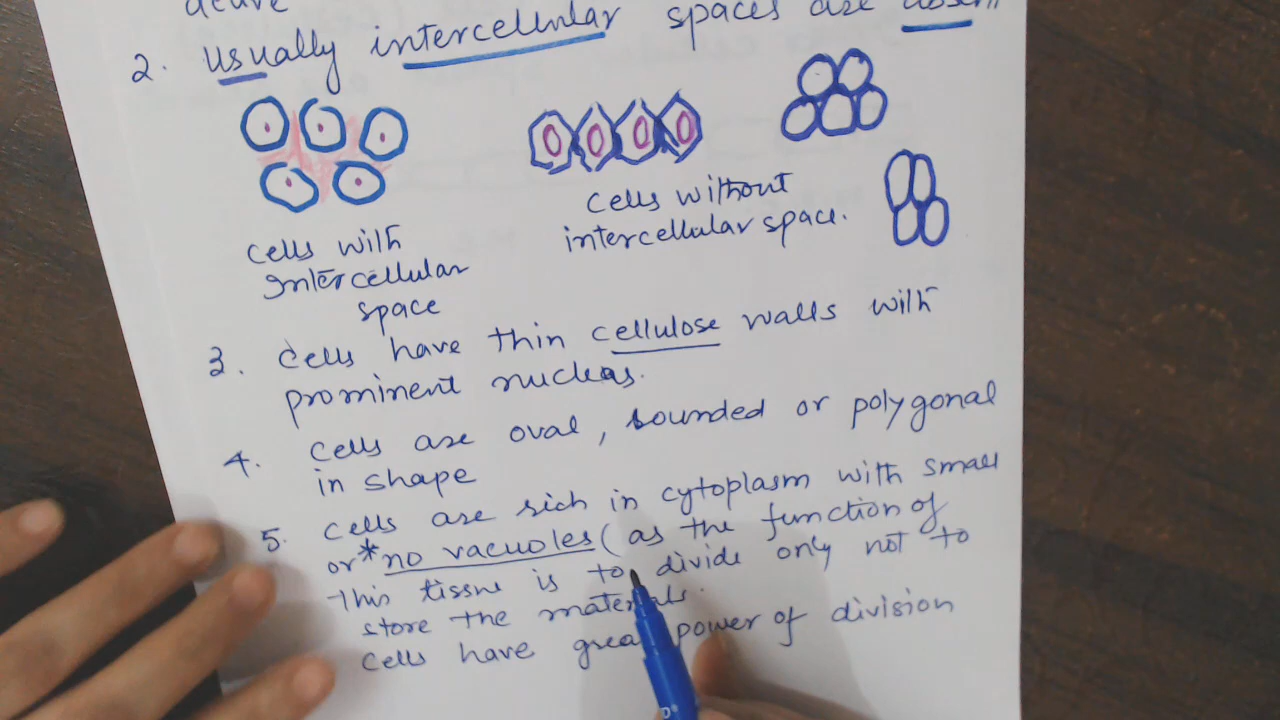 active
2. Usually intercellular spaces are absent
cells with
Intercellular
space
cells without
intercellular space.
3. Cells have thin cellulose walls with
prominent nucleus.
4. Cells are oval, rounded or polygonal
in shape
5. Cells are rich in cytoplasm with small
or *no vacuoles (as the function of
this tissue is to divide only not to
store the materials.
Cells have great power of division